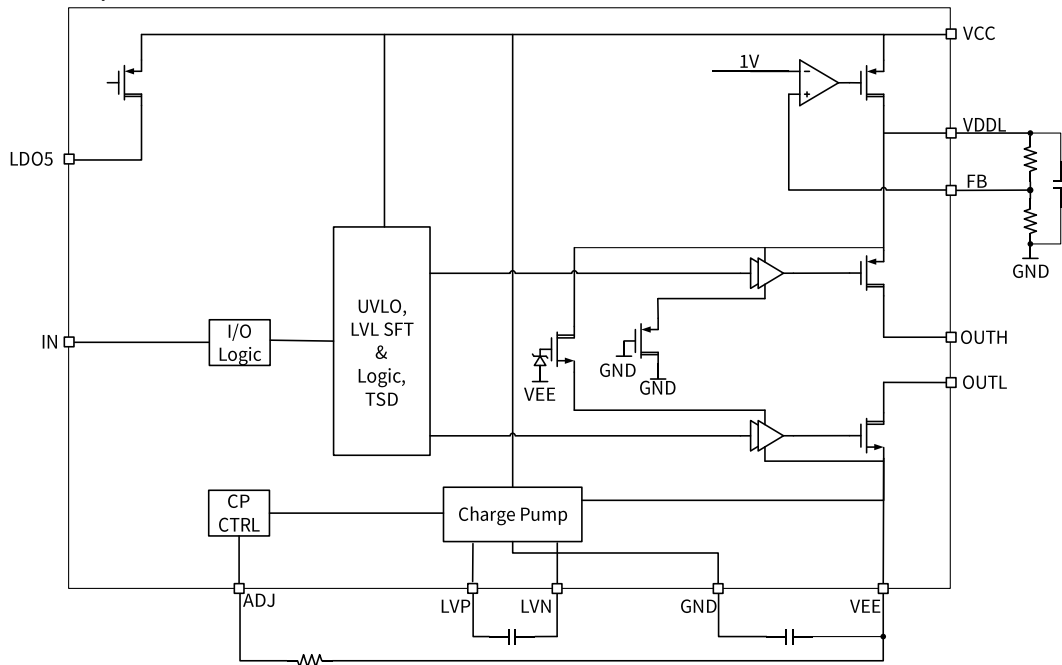 VCC
1V
VDDL
LDO5
FB
GND
UVLO,
LVL SFT
&
Logic,
TSD
I/O
Logic
IN
OUTH
GND
GND
VEE
OUTL
CP
CTRL
Charge Pump
ADJ
LVP
LVN
GND
VEE